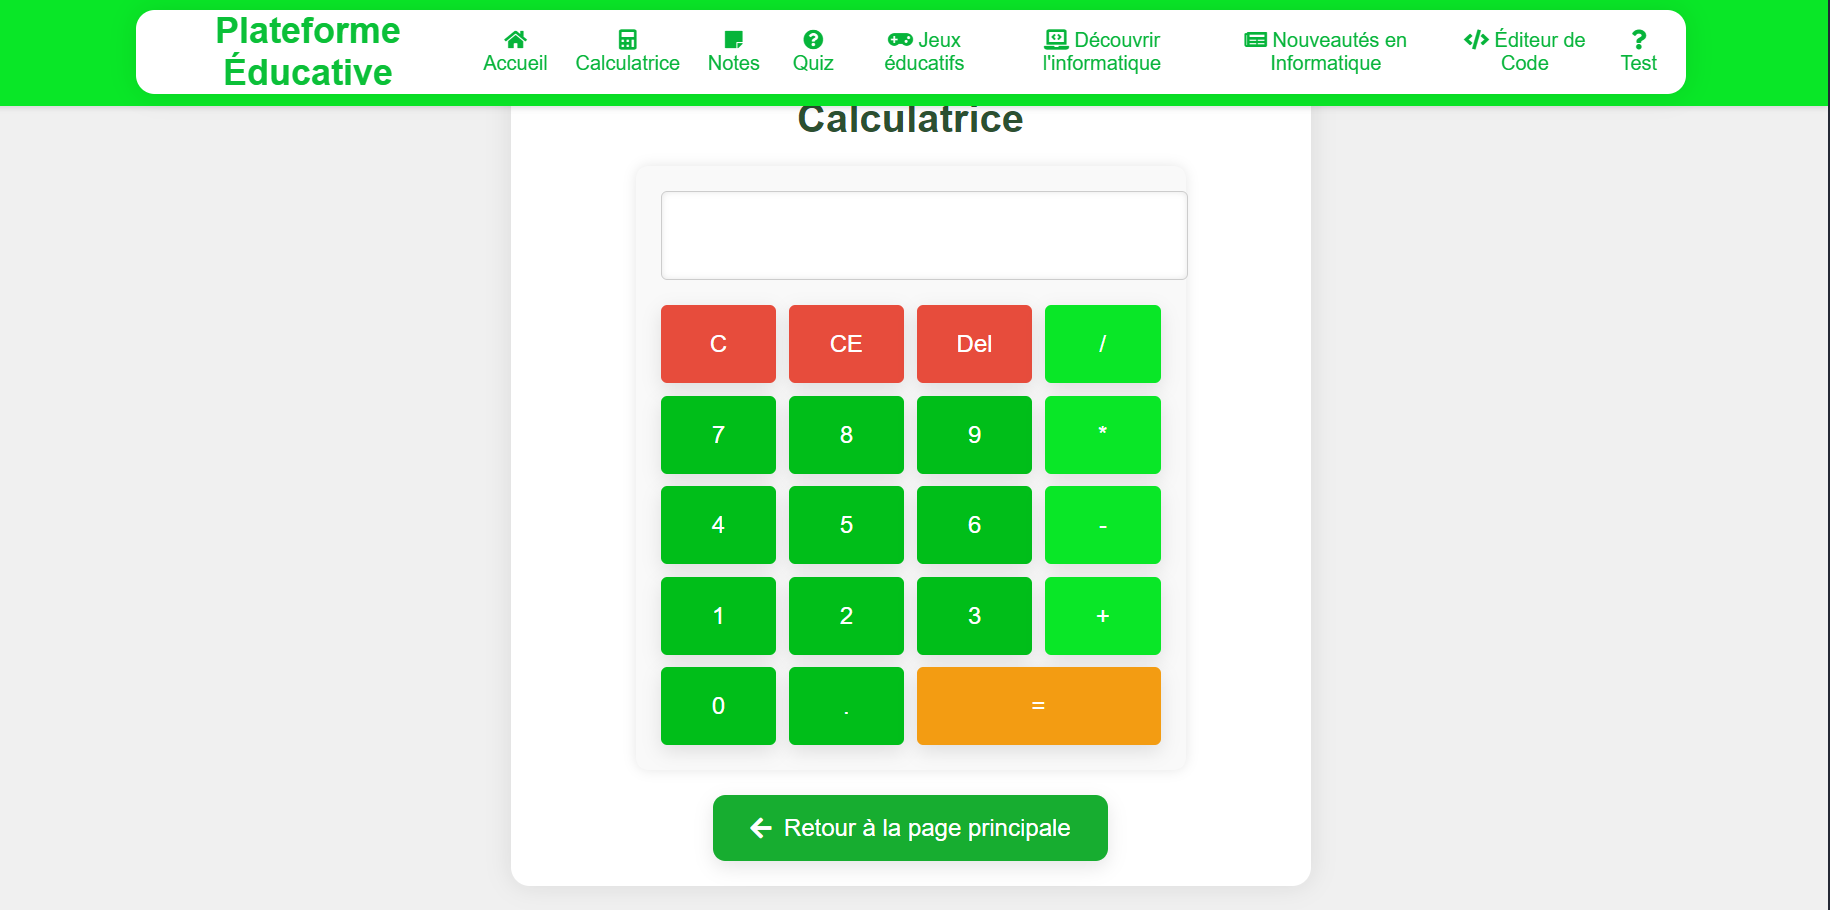 Plateforme
Éducative
Accueil
Calculatrice
Notes
Quiz
Jeux
éducatifs
Découvrir
l'informatique
Nouveautés en
Informatique
Éditeur de
Code
Test
Calculatrice
C CE Del /
7 8 9 *
4 5 6 -
1 2 3 +
0 . =
Retour à la page principale